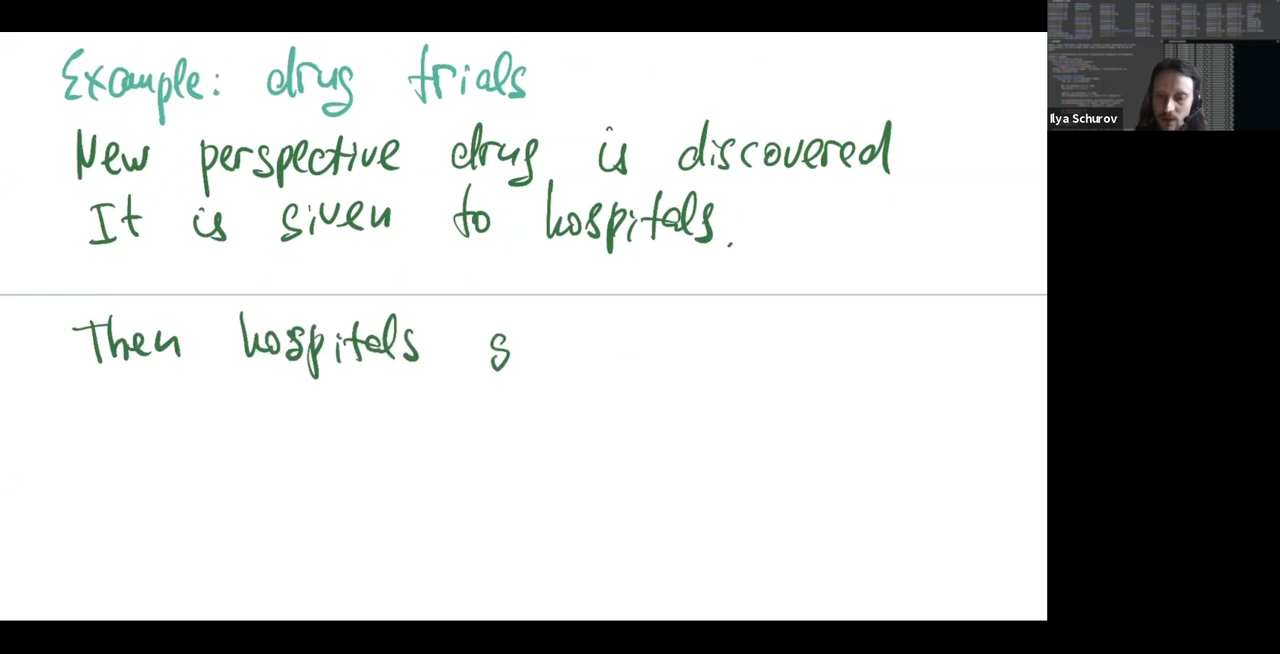 Example: drug trials
New perspective drug is discovered
It is given to hospitals.
Then hospitals s
Ilya Schurov